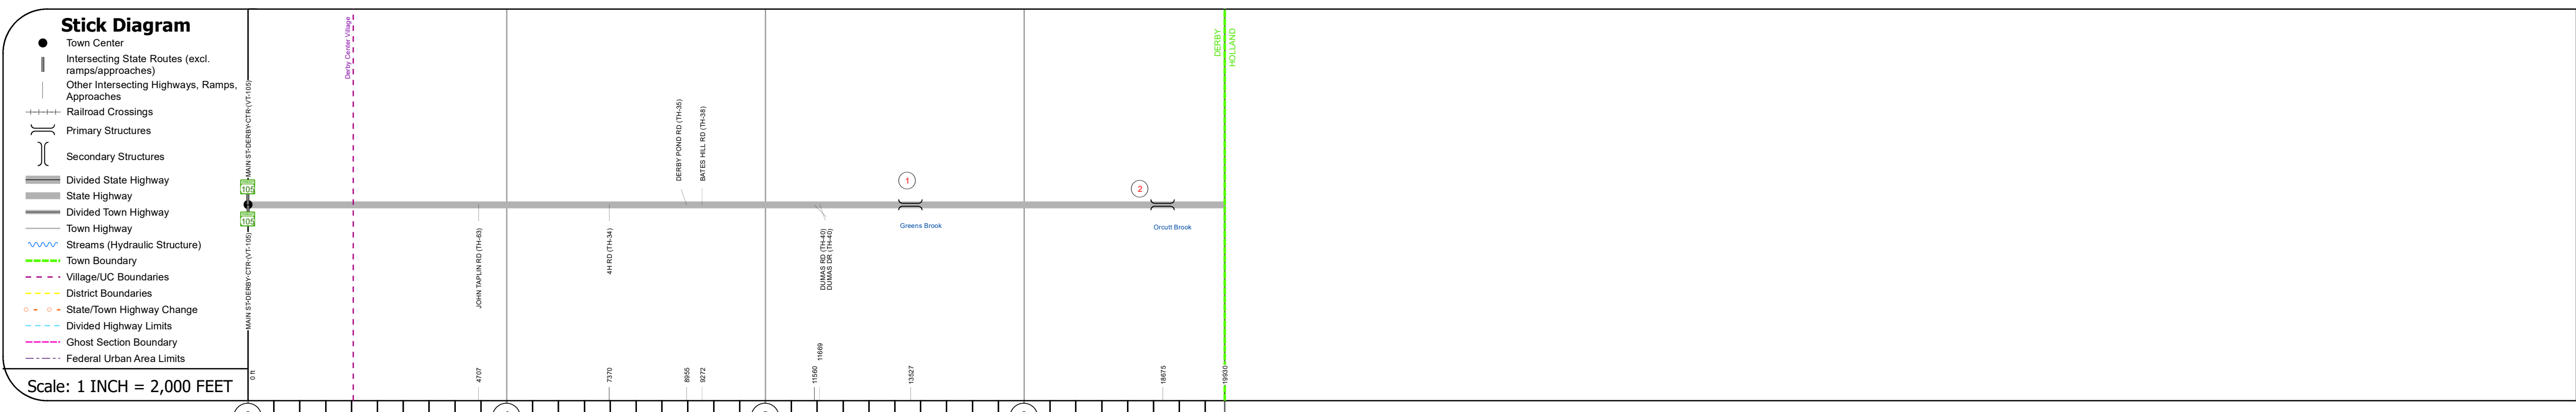 Stick Diagram
Town Center
Intersecting State Routes (excl.
ramps/approaches)
Other Intersecting Highways, Ramps,
Approaches
Railroad Crossings
Primary Structures
Secondary Structures
Divided State Highway
State Highway
Divided Town Highway
Town Highway
Streams (Hydraulic Structure)
Town Boundary
Village/UC Boundaries
District Boundaries
State/Town Highway Change
Divided Highway Limits
Ghost Section Boundary
Federal Urban Area Limits
Scale: 1 INCH = 2,000 FEET
MAIN ST-DERBY-CTR-(VT-105)
105
105
MAIN ST-DERBY-CTR-(VT-105)
0 ft
Derby Center Village
JOHN TAPLIN RD (TH-63)
4707
4H RD (TH-34)
7370
DERBY POND RD (TH-35)
8955
BATES HILL RD (TH-38)
9272
DUMAS RD (TH-40)
DUMAS DR (TH-40)
11560
11669
1
Greens Brook
13527
2
Orcutt Brook
18675
DERBY
HOLLAND
19930